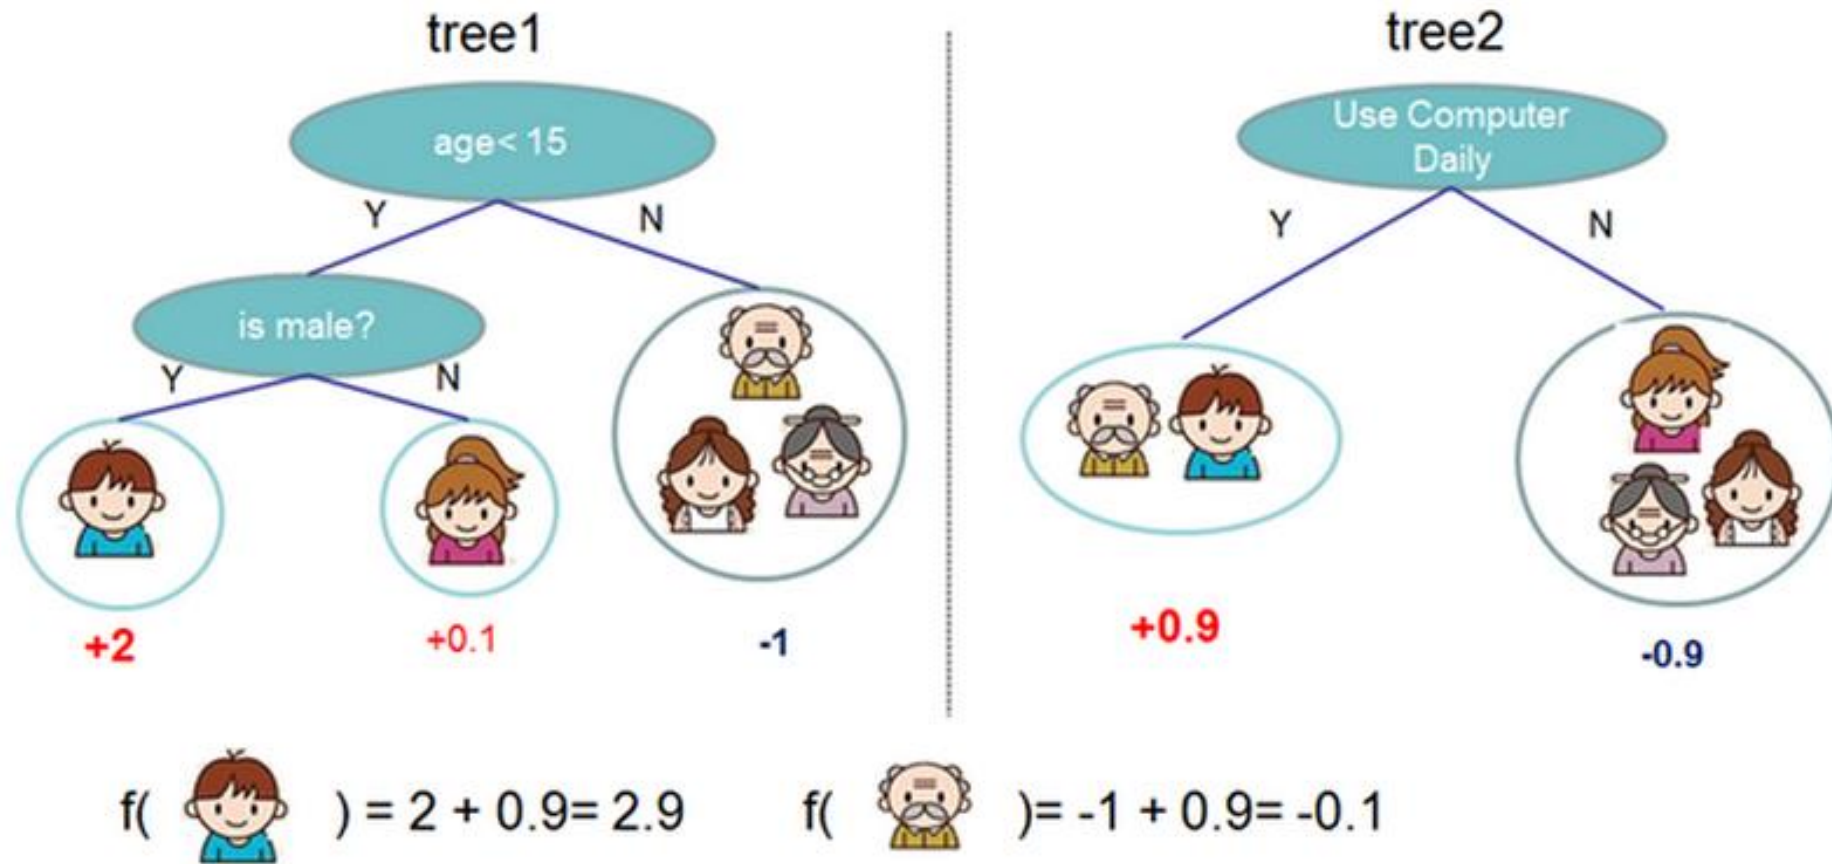 tree1
age< 15
Y
N
is male?
Y
N
+2
+0.1
-1
tree2
Use Computer
Daily
Y
N
+0.9
-0.9
f( ) = 2 + 0.9= 2.9
f( )= -1 + 0.9= -0.1